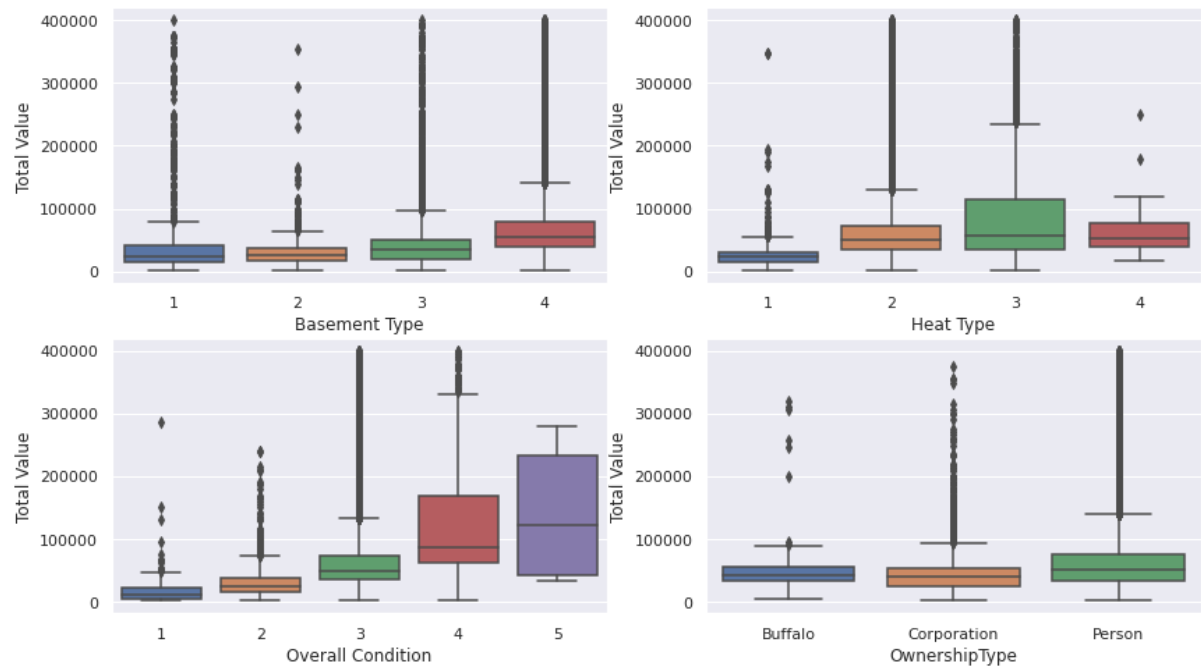 400000
300000
200000
100000
0
Total Value
1 2 3 4
Basement Type
400000
300000
200000
100000
0
Total Value
1 2 3 4
Heat Type
400000
300000
200000
100000
0
Total Value
1 2 3 4 5
Overall Condition
400000
300000
200000
100000
0
Total Value
Buffalo Corporation Person
OwnershipType